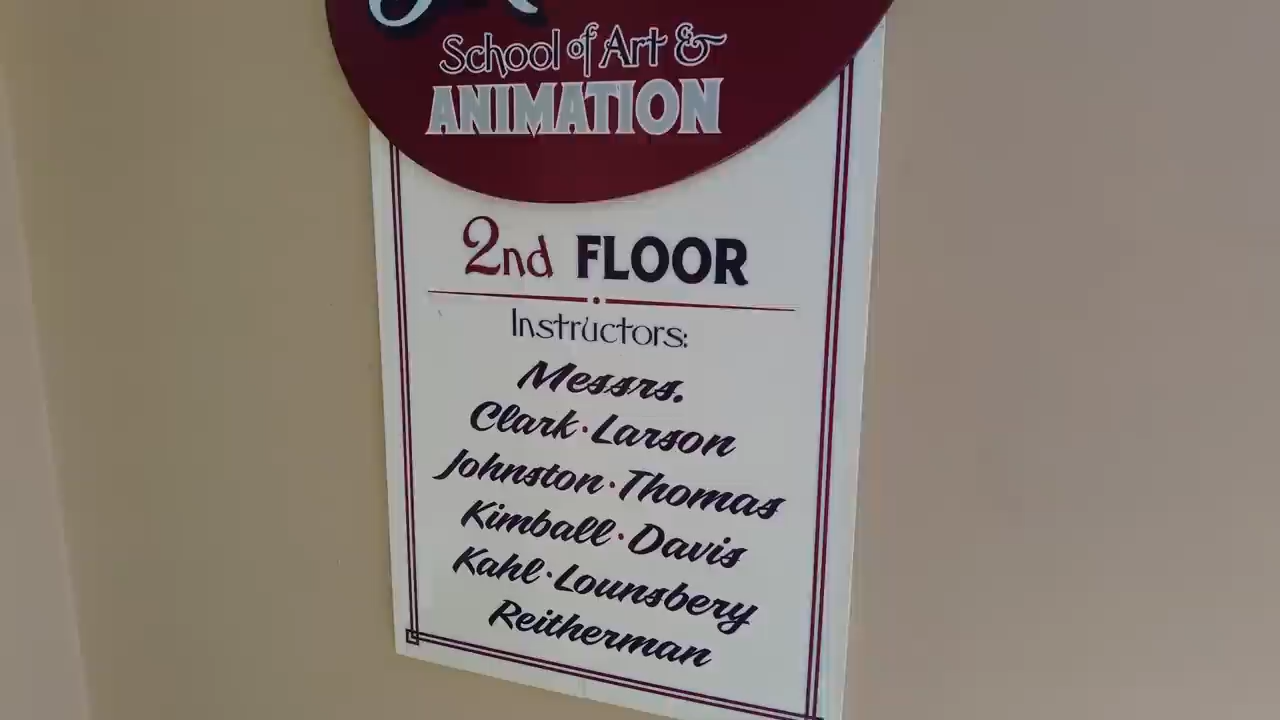 School of Art &
ANIMATION
2nd FLOOR
Instructors:
Messrs.
Clark · Larson
Johnston · Thomas
Kimball · Davis
Kahl · Lounsbery
Reitherman